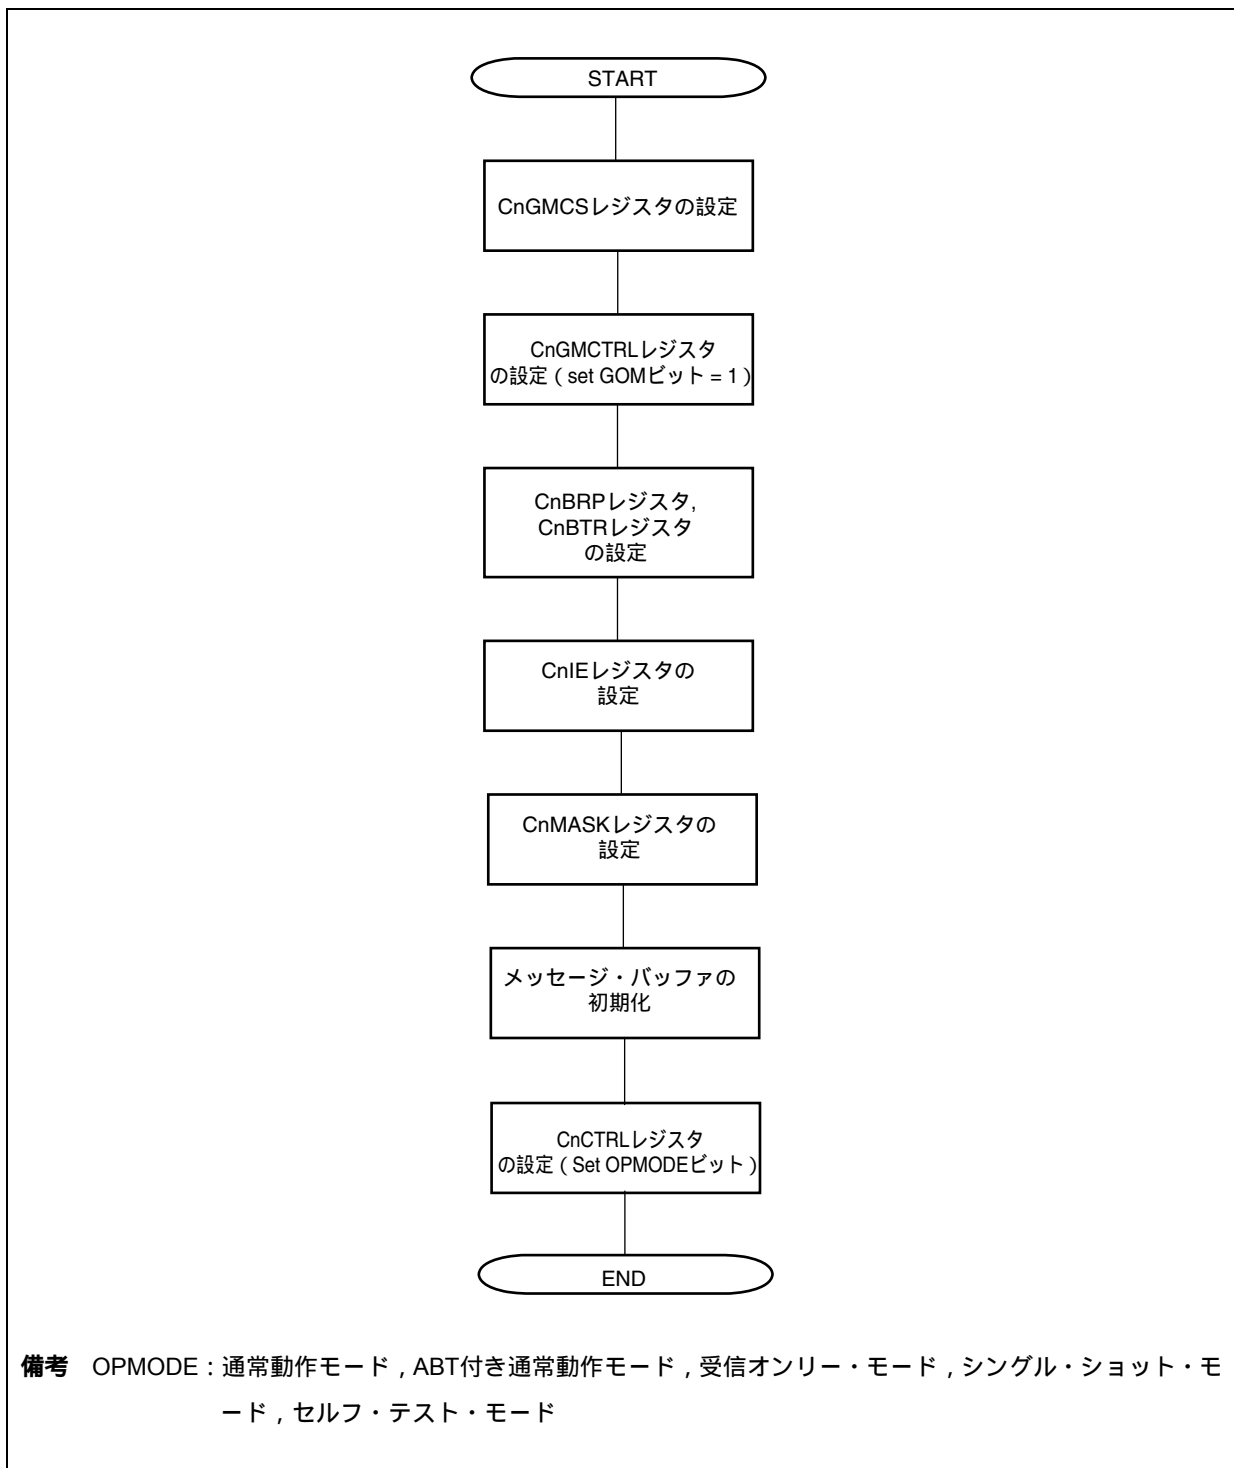 START
CnGMCSレジスタの設定
CnGMCTRLレジスタ
の設定（set GOMビット = 1）
CnBRPレジスタ,
CnBTRレジスタ
の設定
CnIEレジスタの
設定
CnMASKレジスタの
設定
メッセージ・バッファの
初期化
CnCTRLレジスタ
の設定（Set OPMODEビット）
END
備考 OPMODE：通常動作モード，ABT付き通常動作モード，受信オンリー・モード，シングル・ショット・モ
ード，セルフ・テスト・モード